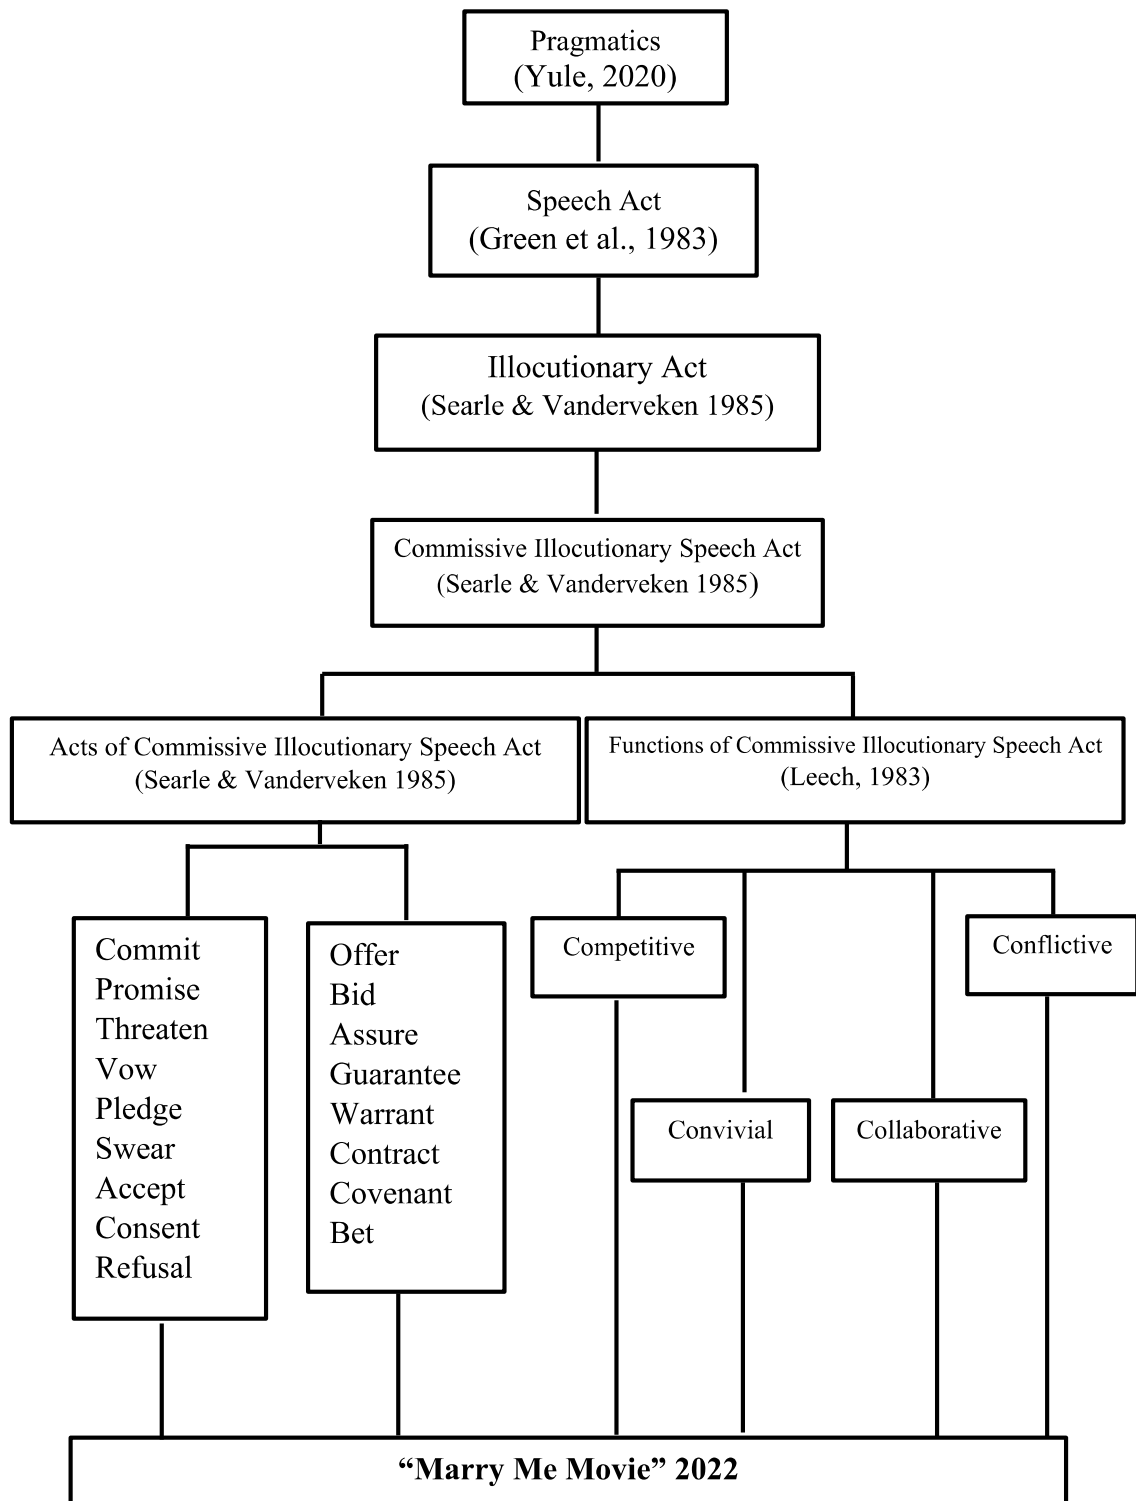 Pragmatics
(Yule, 2020)
Speech Act
(Green et al., 1983)
Illocutionary Act
(Searle & Vanderveken 1985)
Commissive Illocutionary Speech Act
(Searle & Vanderveken 1985)
Acts of Commissive Illocutionary Speech Act
(Searle & Vanderveken 1985)
Functions of Commissive Illocutionary Speech Act
(Leech, 1983)
Commit
Promise
Threaten
Vow
Pledge
Swear
Accept
Consent
Refusal
Offer
Bid
Assure
Guarantee
Warrant
Contract
Covenant
Bet
Competitive
Conflictive
Convivial
Collaborative
“Marry Me Movie” 2022